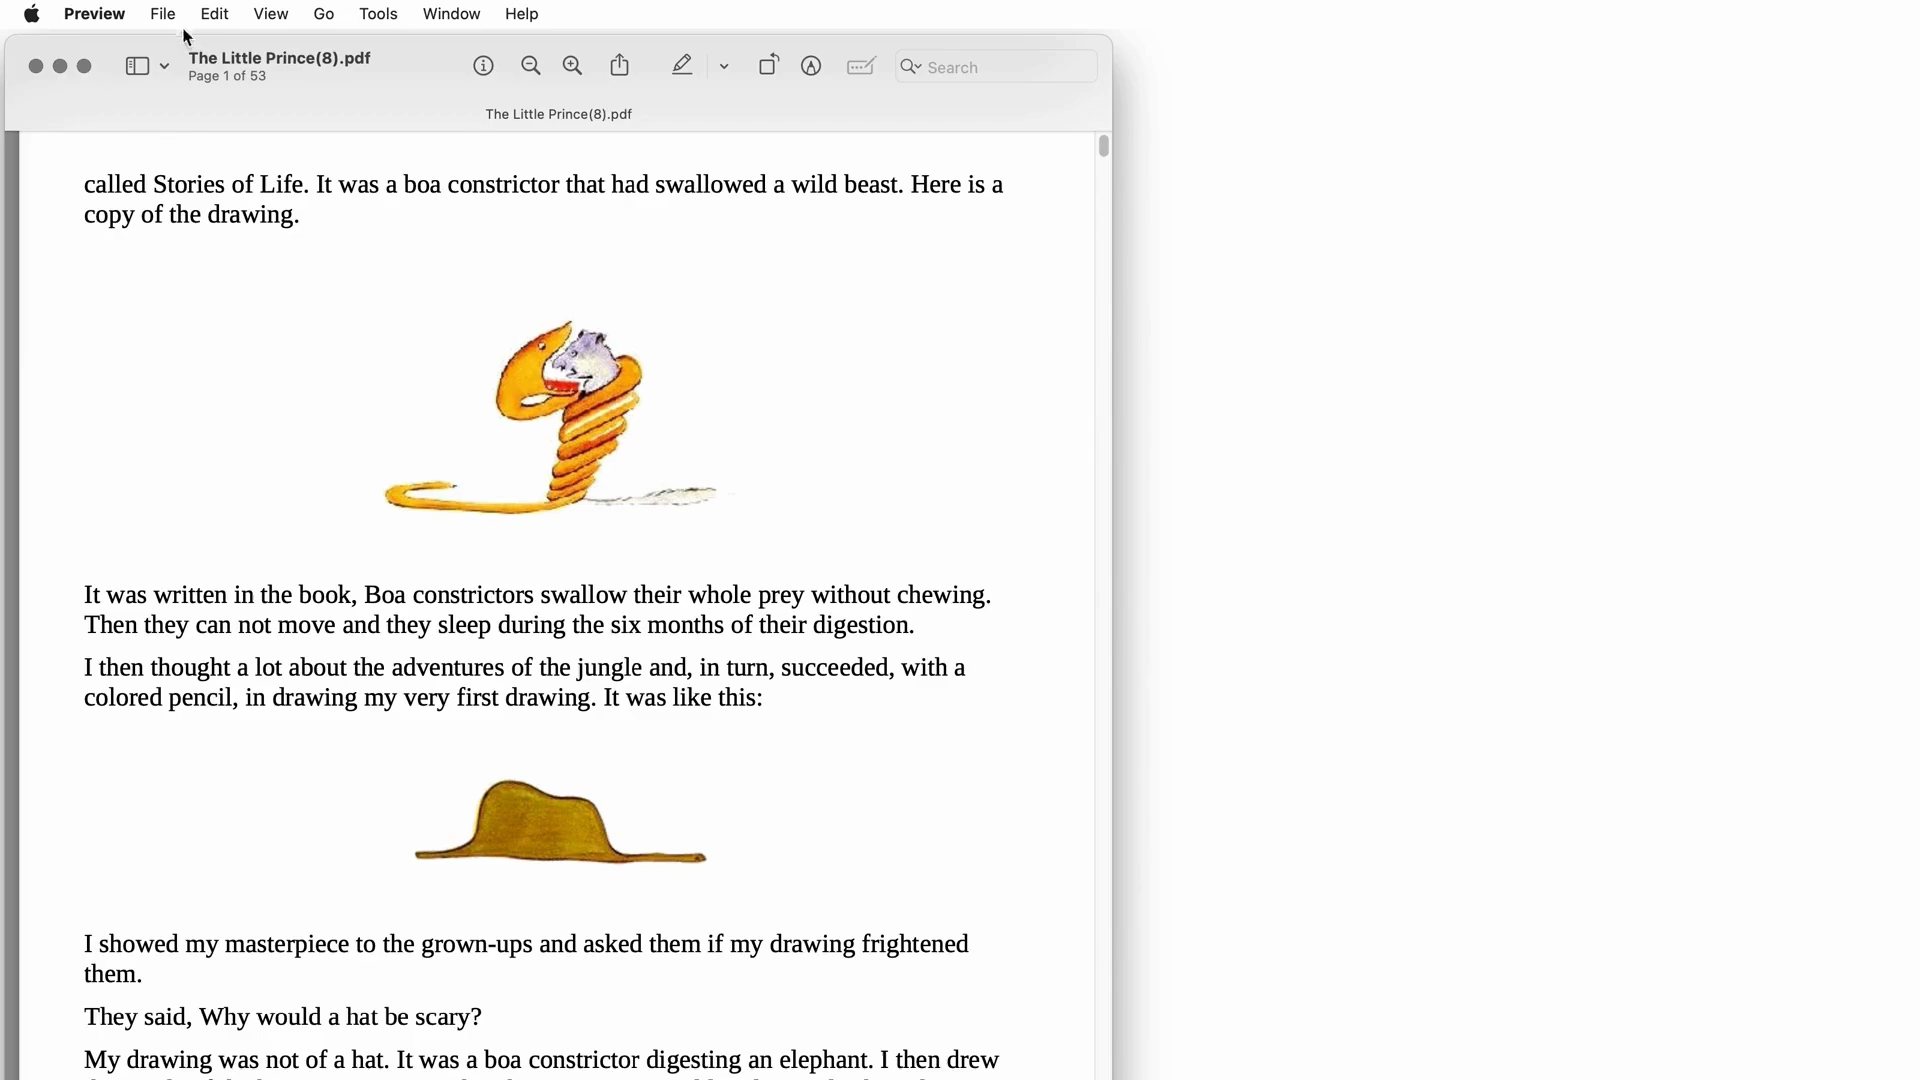 Preview File Edit View Go Tools Window Help
The Little Prince(8).pdf
Page 1 of 53
Search
The Little Prince(8).pdf
called Stories of Life. It was a boa constrictor that had swallowed a wild beast. Here is a
copy of the drawing.
It was written in the book, Boa constrictors swallow their whole prey without chewing.
Then they can not move and they sleep during the six months of their digestion.
I then thought a lot about the adventures of the jungle and, in turn, succeeded, with a
colored pencil, in drawing my very first drawing. It was like this:
I showed my masterpiece to the grown-ups and asked them if my drawing frightened
them.
They said, Why would a hat be scary?
My drawing was not of a hat. It was a boa constrictor digesting an elephant. I then drew